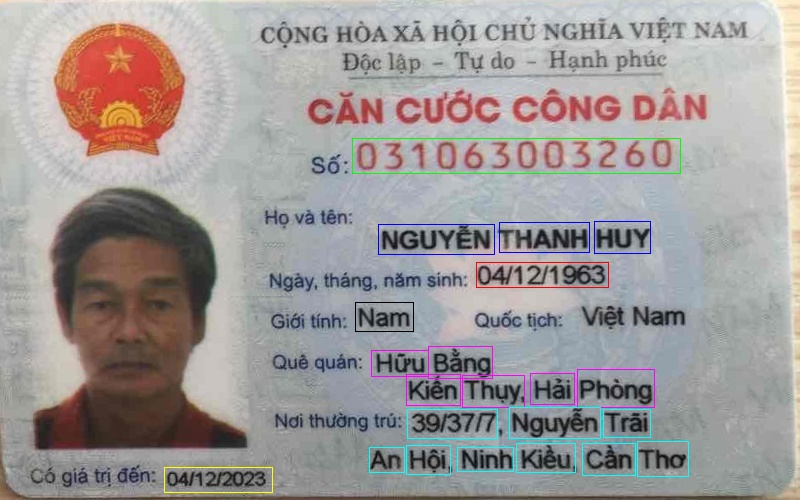 CỘNG HÒA XÃ HỘI CHỦ NGHĨA VIỆT NAM
Độc lập – Tự do – Hạnh phúc
CĂN CƯỚC CÔNG DÂN
Số: 031063003260
Họ và tên:
NGUYỄN THANH HUY
Ngày, tháng, năm sinh: 04/12/1963
Giới tính: Nam Quốc tịch: Việt Nam
Quê quán: Hữu Bằng
Kiến Thụy, Hải Phòng
Nơi thường trú: 39/37/7, Nguyễn Trãi
An Hội, Ninh Kiều, Cần Thơ
Có giá trị đến: 04/12/2023